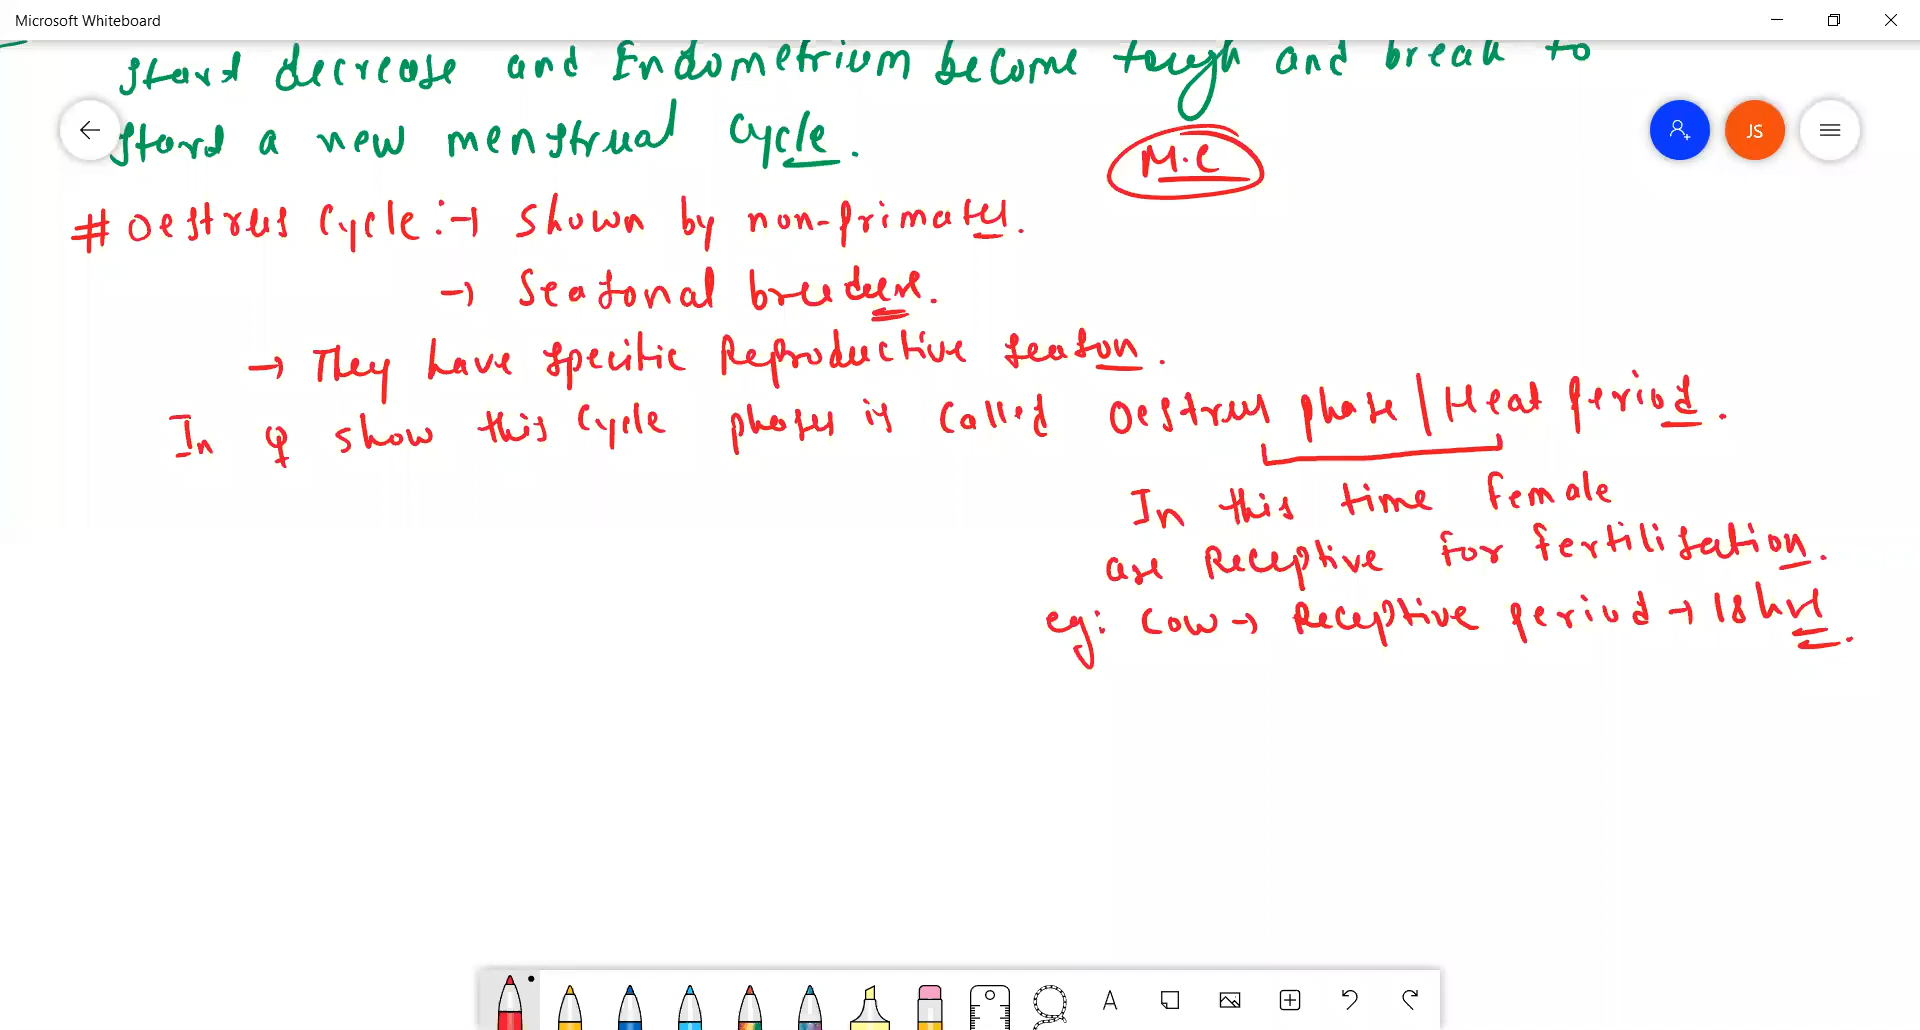 Microsoft Whiteboard
start decrease and Endometrium become tough and break to
start a new menstrual cycle.
M.C
JS
# Oestrus Cycle :→ Shown by non-primates.
→ Seasonal breeders.
→ They have specific Reproductive season.
In ♀ show this cycle phases is called Oestrus phase / Heat Period.
In this time female
are Receptive for fertilisation.
eg: Cow → Receptive period → 18 hrs.
A